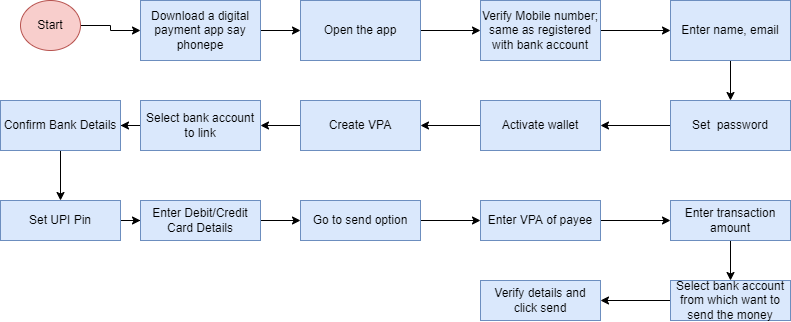 Start
Download a digital
payment app say
phonepe
Open the app
Verify Mobile number;
same as registered
with bank account
Enter name, email
Set  password
Activate wallet
Create VPA
Select bank account
to link
Confirm Bank Details
Set UPI Pin
Enter Debit/Credit
Card Details
Go to send option
Enter VPA of payee
Enter transaction
amount
Select bank account
from which want to
send the money
Verify details and
click send